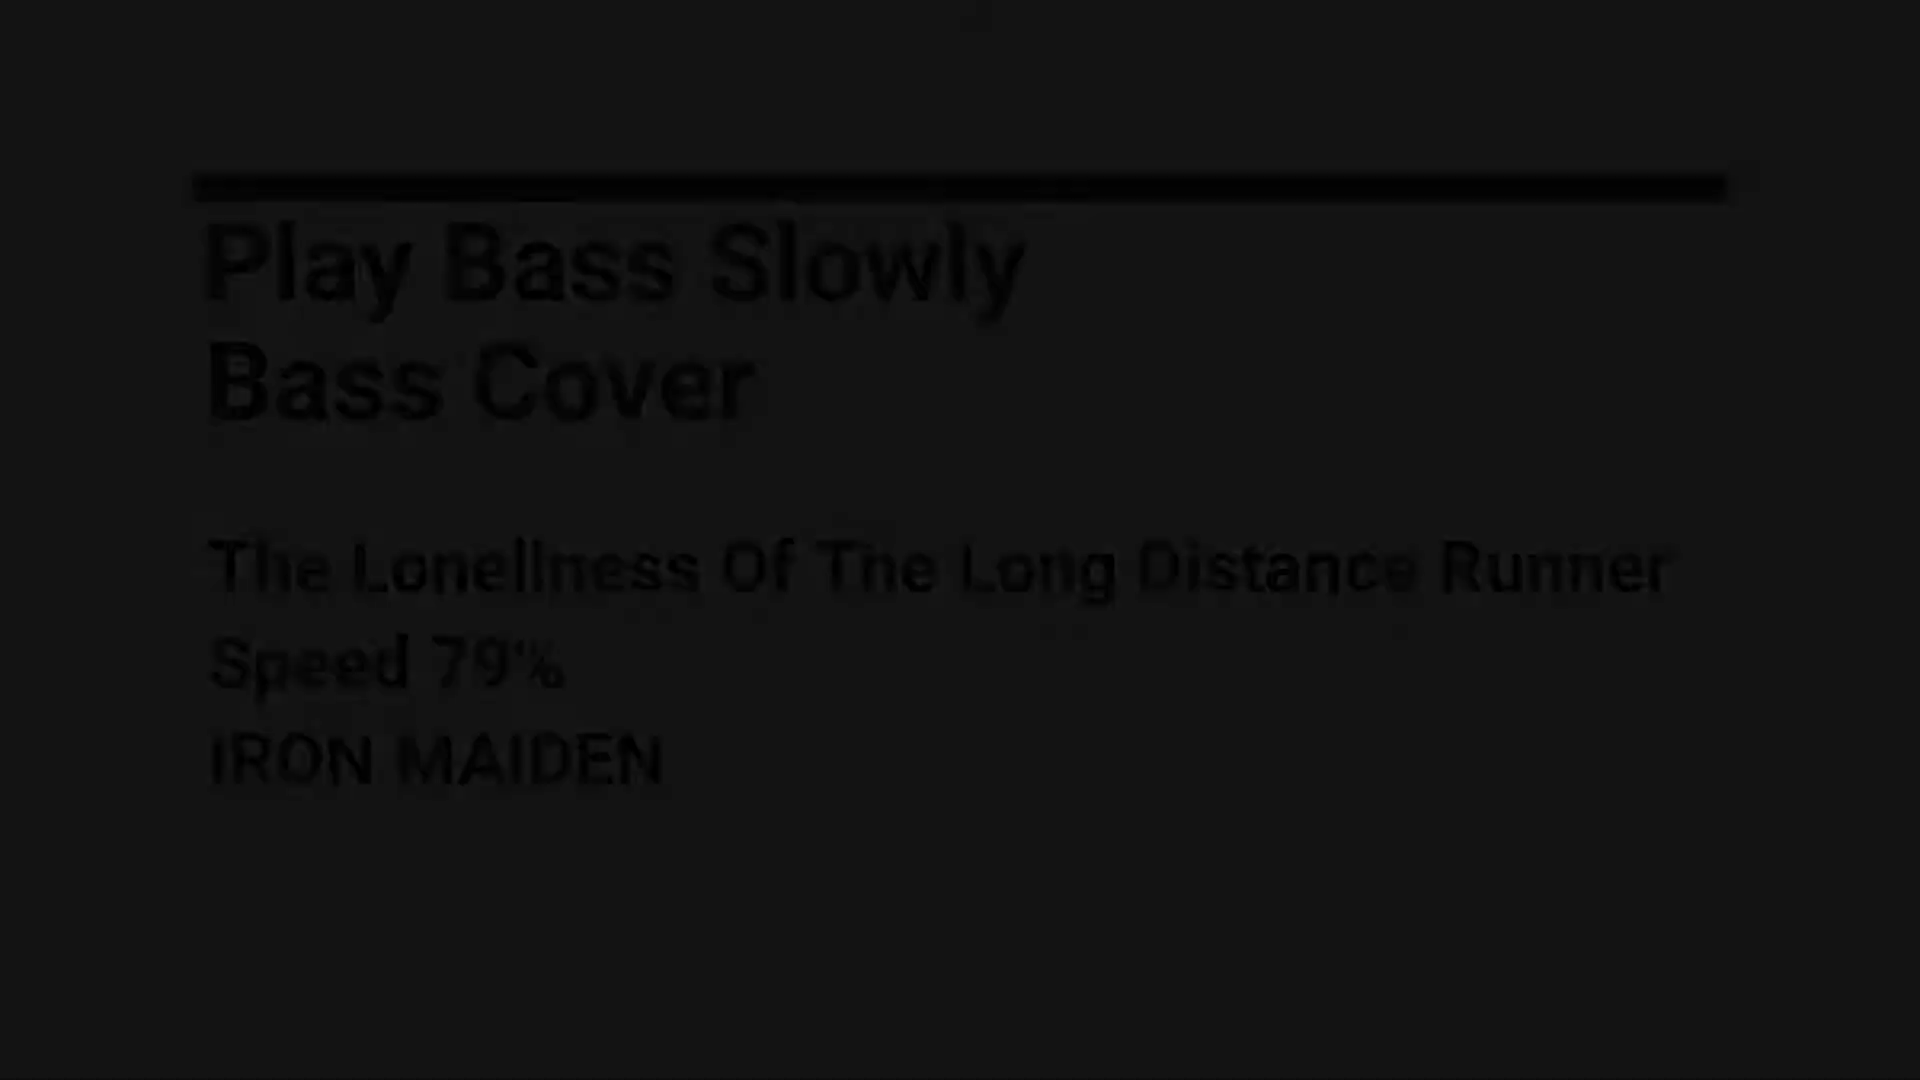 Play Bass Slowly
Bass Cover
The Loneliness Of The Long Distance Runner
Speed 79%
IRON MAIDEN